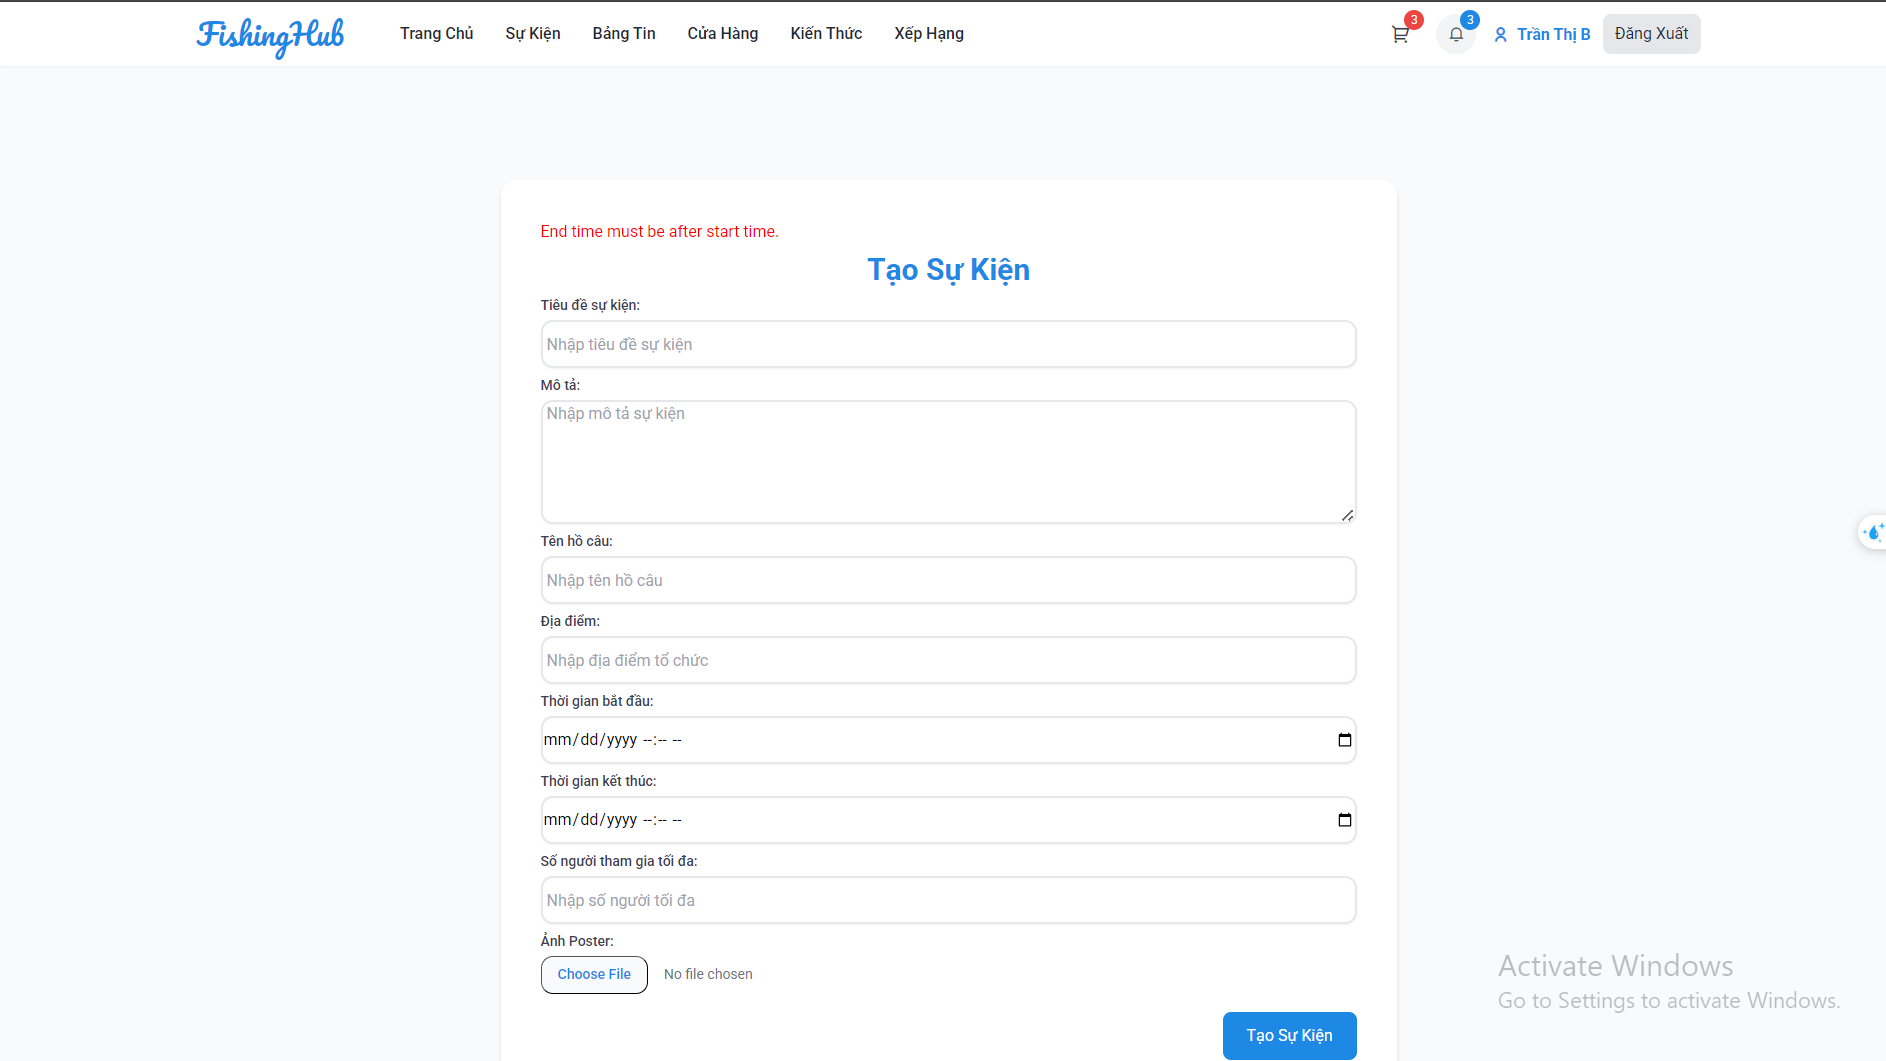 FishingHub Trang Chủ Sự Kiện Bảng Tin Cửa Hàng Kiến Thức Xếp Hạng 3 3 Trần Thị B Đăng Xuất
End time must be after start time.
Tạo Sự Kiện
Tiêu đề sự kiện:
Nhập tiêu đề sự kiện
Mô tả:
Nhập mô tả sự kiện
Tên hồ câu:
Nhập tên hồ câu
Địa điểm:
Nhập địa điểm tổ chức
Thời gian bắt đầu:
mm/dd/yyyy --:-- --
Thời gian kết thúc:
mm/dd/yyyy --:-- --
Số người tham gia tối đa:
Nhập số người tối đa
Ảnh Poster:
Choose File No file chosen
Tạo Sự Kiện
Activate Windows
Go to Settings to activate Windows.